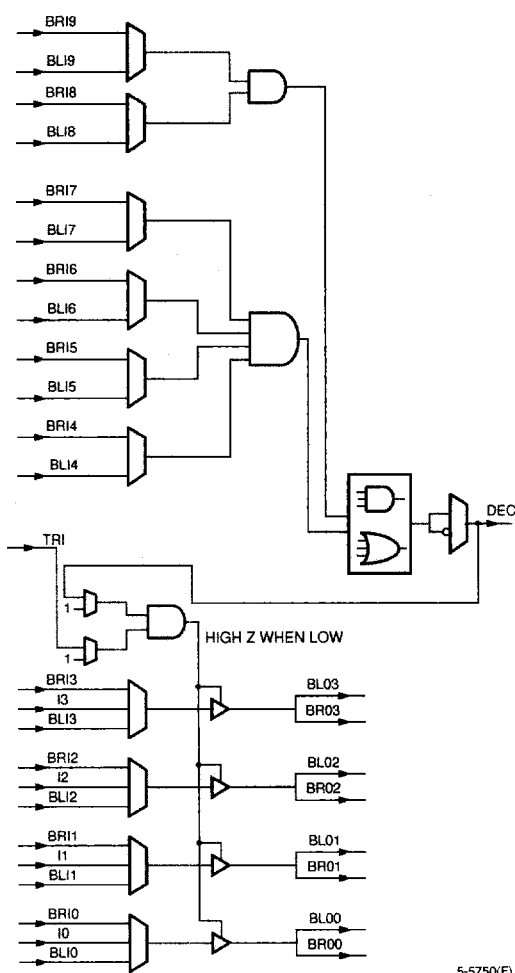 BRI9
BLI9
BRI8
BLI8
BRI7
BLI7
BRI6
BLI6
BRI5
BLI5
BRI4
BLI4
DEC
TRI
1
1
HIGH Z WHEN LOW
BRI3
I3
BLI3
BL03
BR03
BRI2
I2
BLI2
BL02
BR02
BRI1
I1
BLI1
BL01
BR01
BRI0
I0
BLI0
BL00
BR00
5-5750(F)